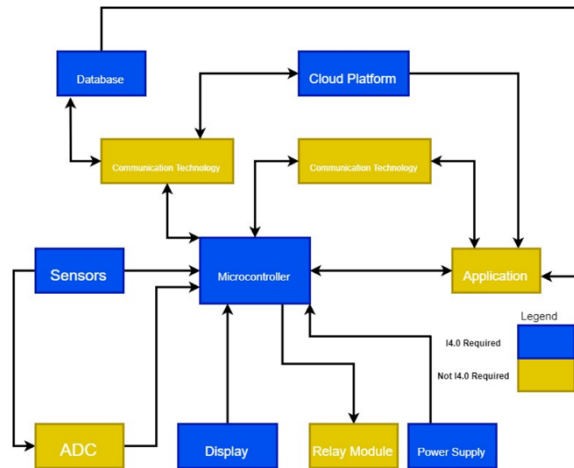 Database
Cloud Platform
Communication Technology
Communication Technology
Sensors
Microcontroller
Application
Legend
I4.0 Required
Not I4.0 Required
ADC
Display
Relay Module
Power Supply